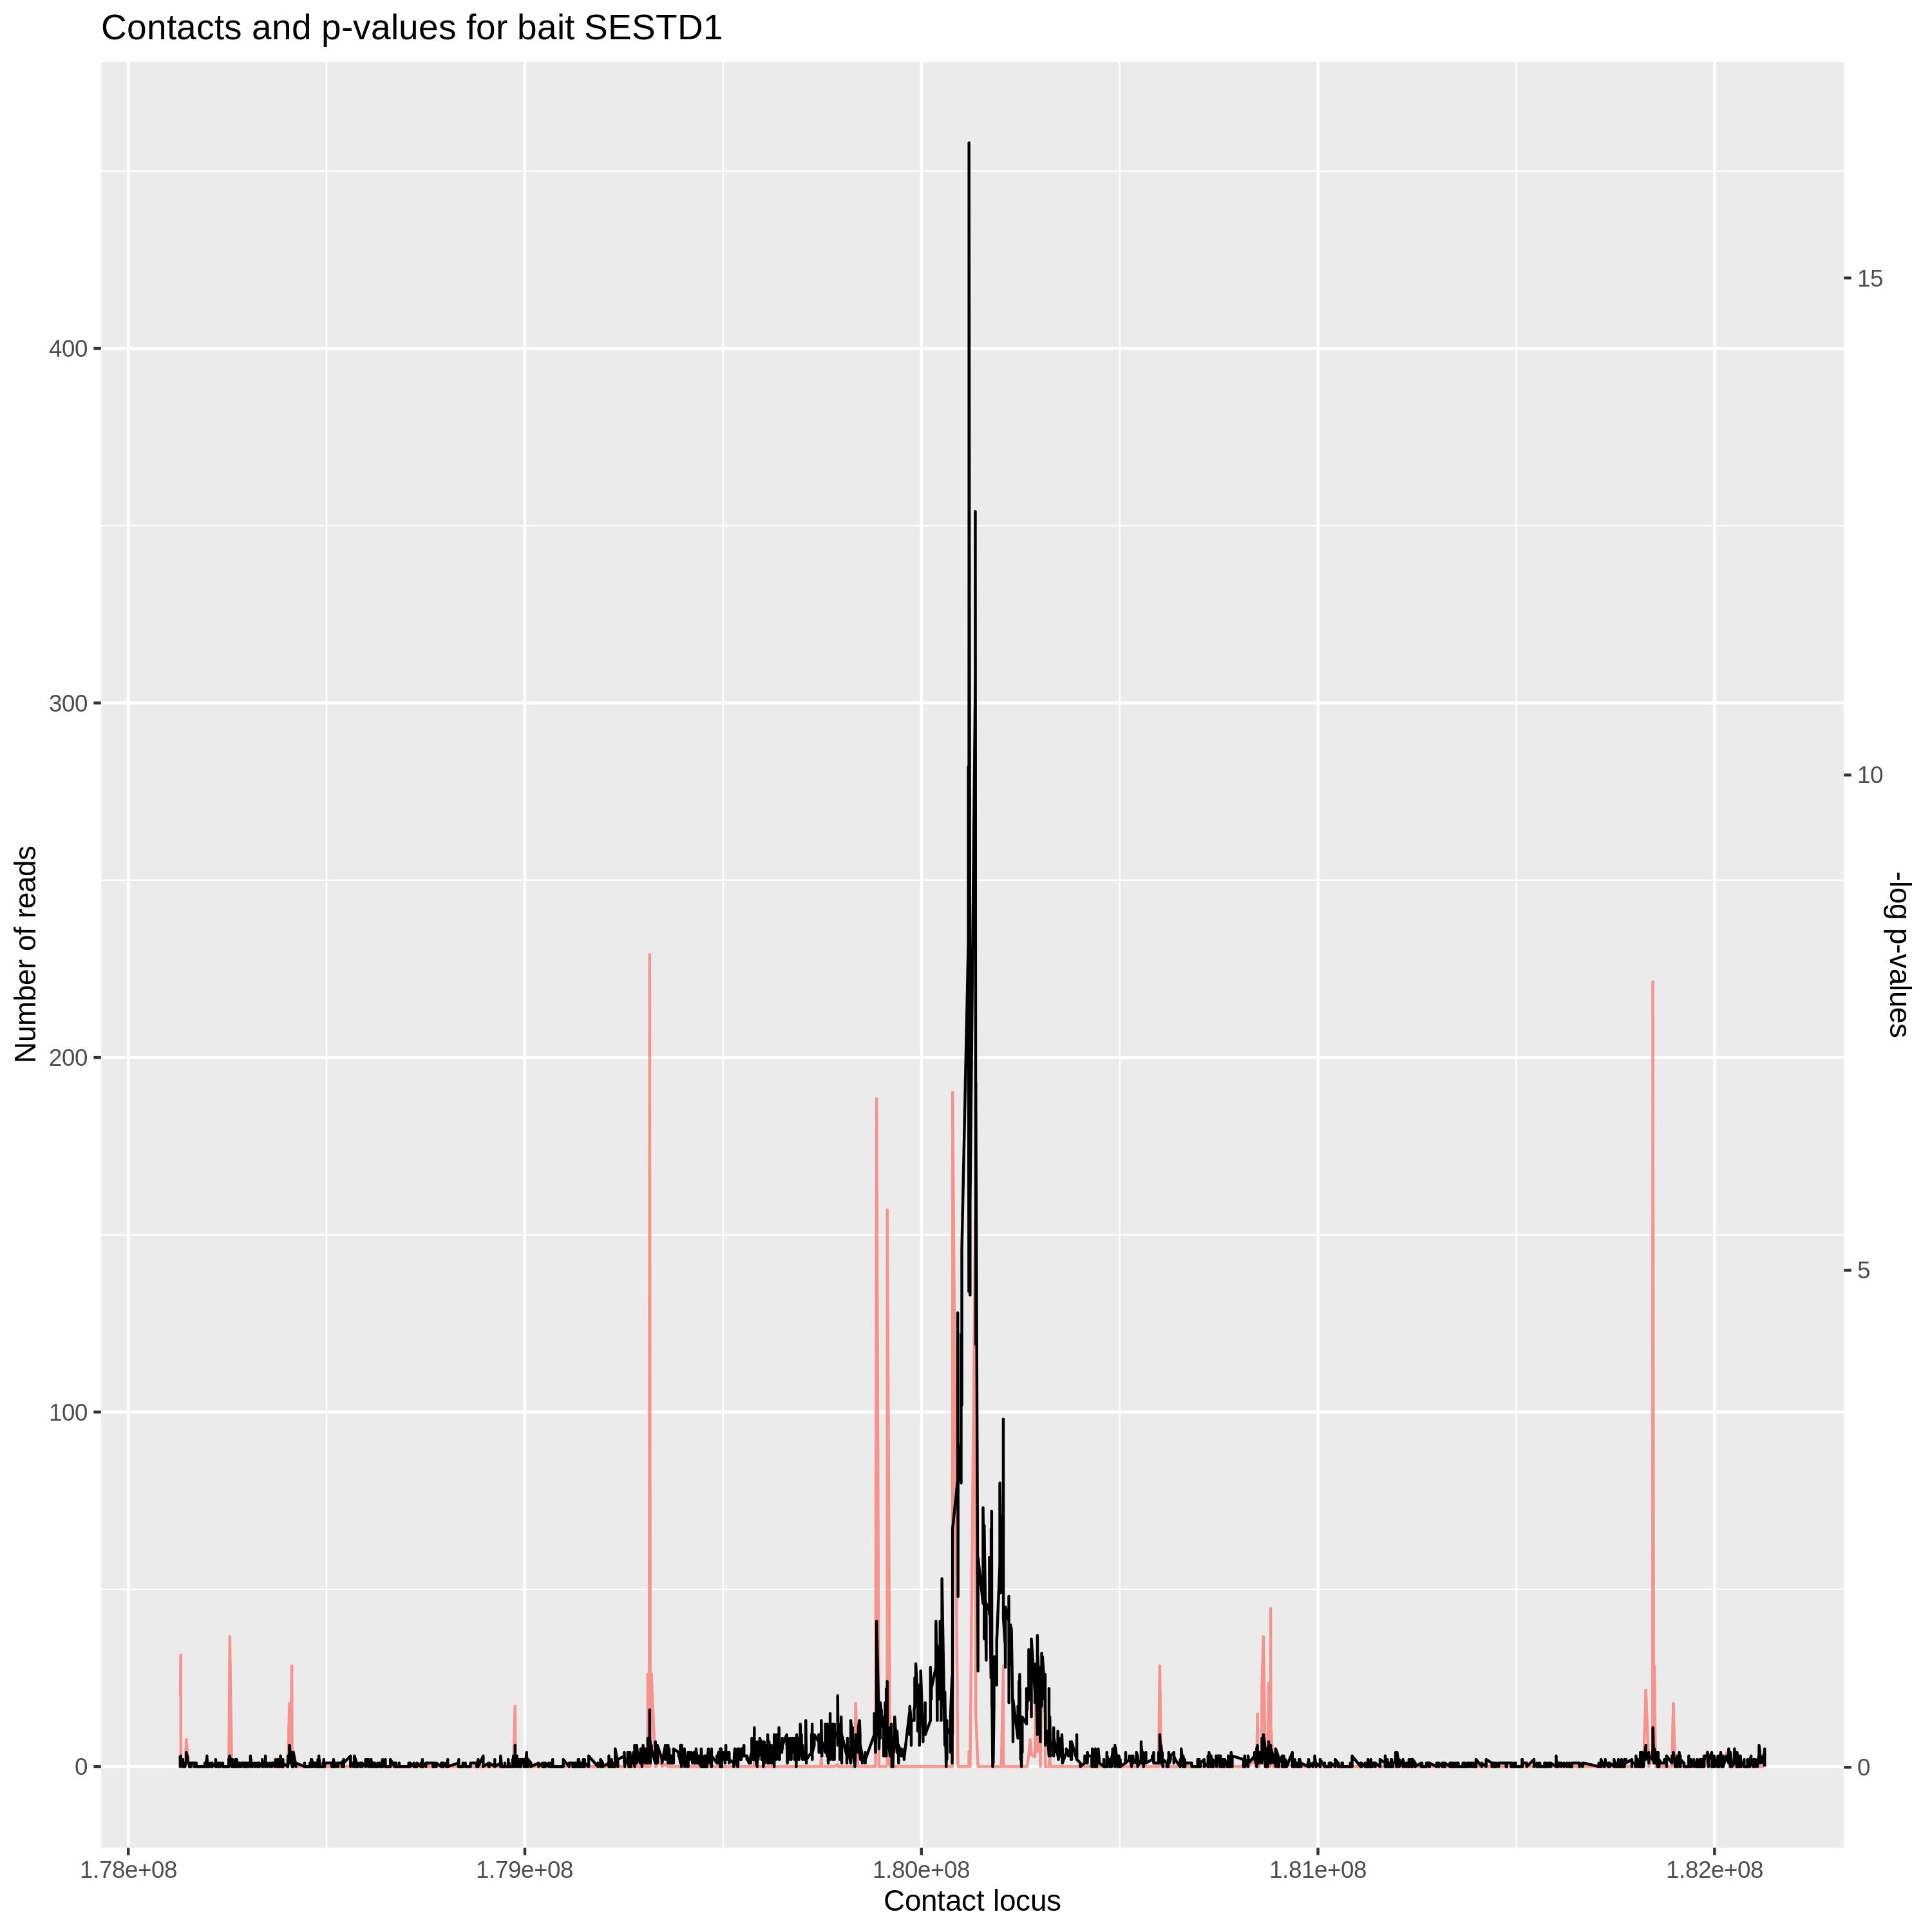 Contacts and p-values for bait SESTD1
Number of reads
400
300
200
100
0
15
10
5
0
-log p-values
1.78e+08
1.79e+08
1.80e+08
1.81e+08
1.82e+08
Contact locus